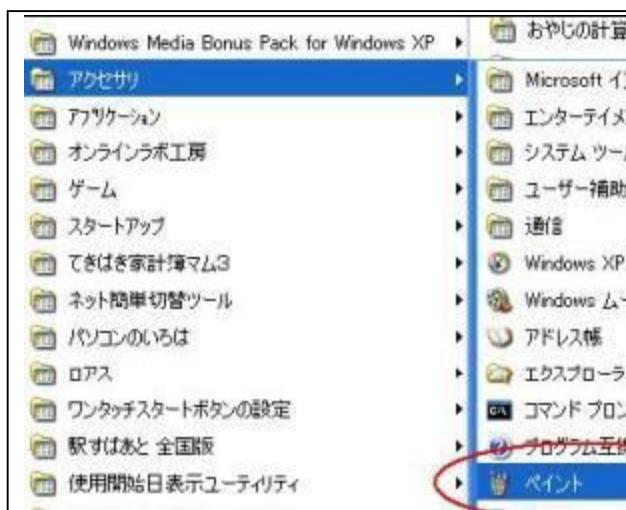 Windows Media Bonus Pack for Windows XP
アクセサリ
アプリケーション
オンラインラボ工房
ゲーム
スタートアップ
てきぱき家計簿マム3
ネット簡単切替ツール
パソコンのいろは
ロアス
ワンタッチスタートボタンの設定
駅すぱあと 全国版
使用開始日表示ユーティリティ
おやじの計算
Microsoft イ
エンターテイメ
システム ツー
ユーザー補助
通信
Windows XP
Windows ム
アドレス帳
エクスプローラ
コマンド プロン
プログラム互換
ペイント